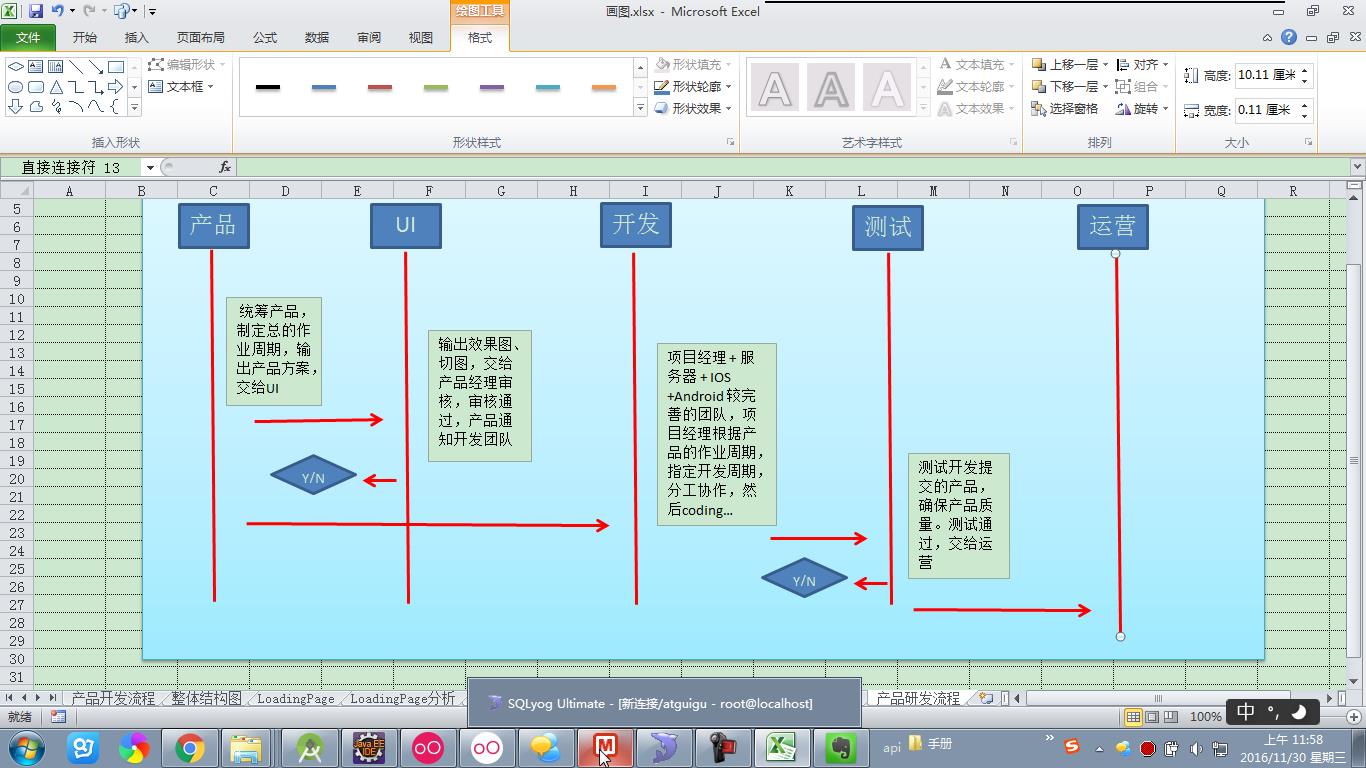 绘图工具
画图.xlsx - Microsoft Excel
文件 开始 插入 页面布局 公式 数据 审阅 视图 格式
编辑形状
文本框
插入形状
形状填充
形状轮廓
形状效果
形状样式
A A A
文本填充
文本轮廓
文本效果
艺术字样式
上移一层 对齐
下移一层 组合
选择窗格 旋转
排列
高度: 10.11 厘米
宽度: 0.11 厘米
大小
直接连接符 13
fx
A B C D E F G H I J K L M N O P Q R
5
6
7
8
9
10
11
12
13
14
15
16
17
18
19
20
21
22
23
24
25
26
27
28
29
30
31
产品
UI
开发
测试
运营
统筹产品，
制定总的作
业周期，输
出产品方案，
交给UI
输出效果图、
切图，交给
产品经理审
核，审核通
过，产品通
知开发团队
项目经理 + 服
务器 + IOS
+Android 较完
善的团队，项
目经理根据产
品的作业周期，
指定开发周期，
分工协作，然
后coding…
测试开发提
交的产品，
确保产品质
量。测试通
过，交给运
营
Y/N
Y/N
产品开发流程 整体结构图 LoadingPage LoadingPage分析 产品研发流程
SQLyog Ultimate - [新连接/atguigu - root@localhost]
就绪
100%
中 °,
Java EE
IDE
M
api
手册
上午 11:58
2016/11/30 星期三